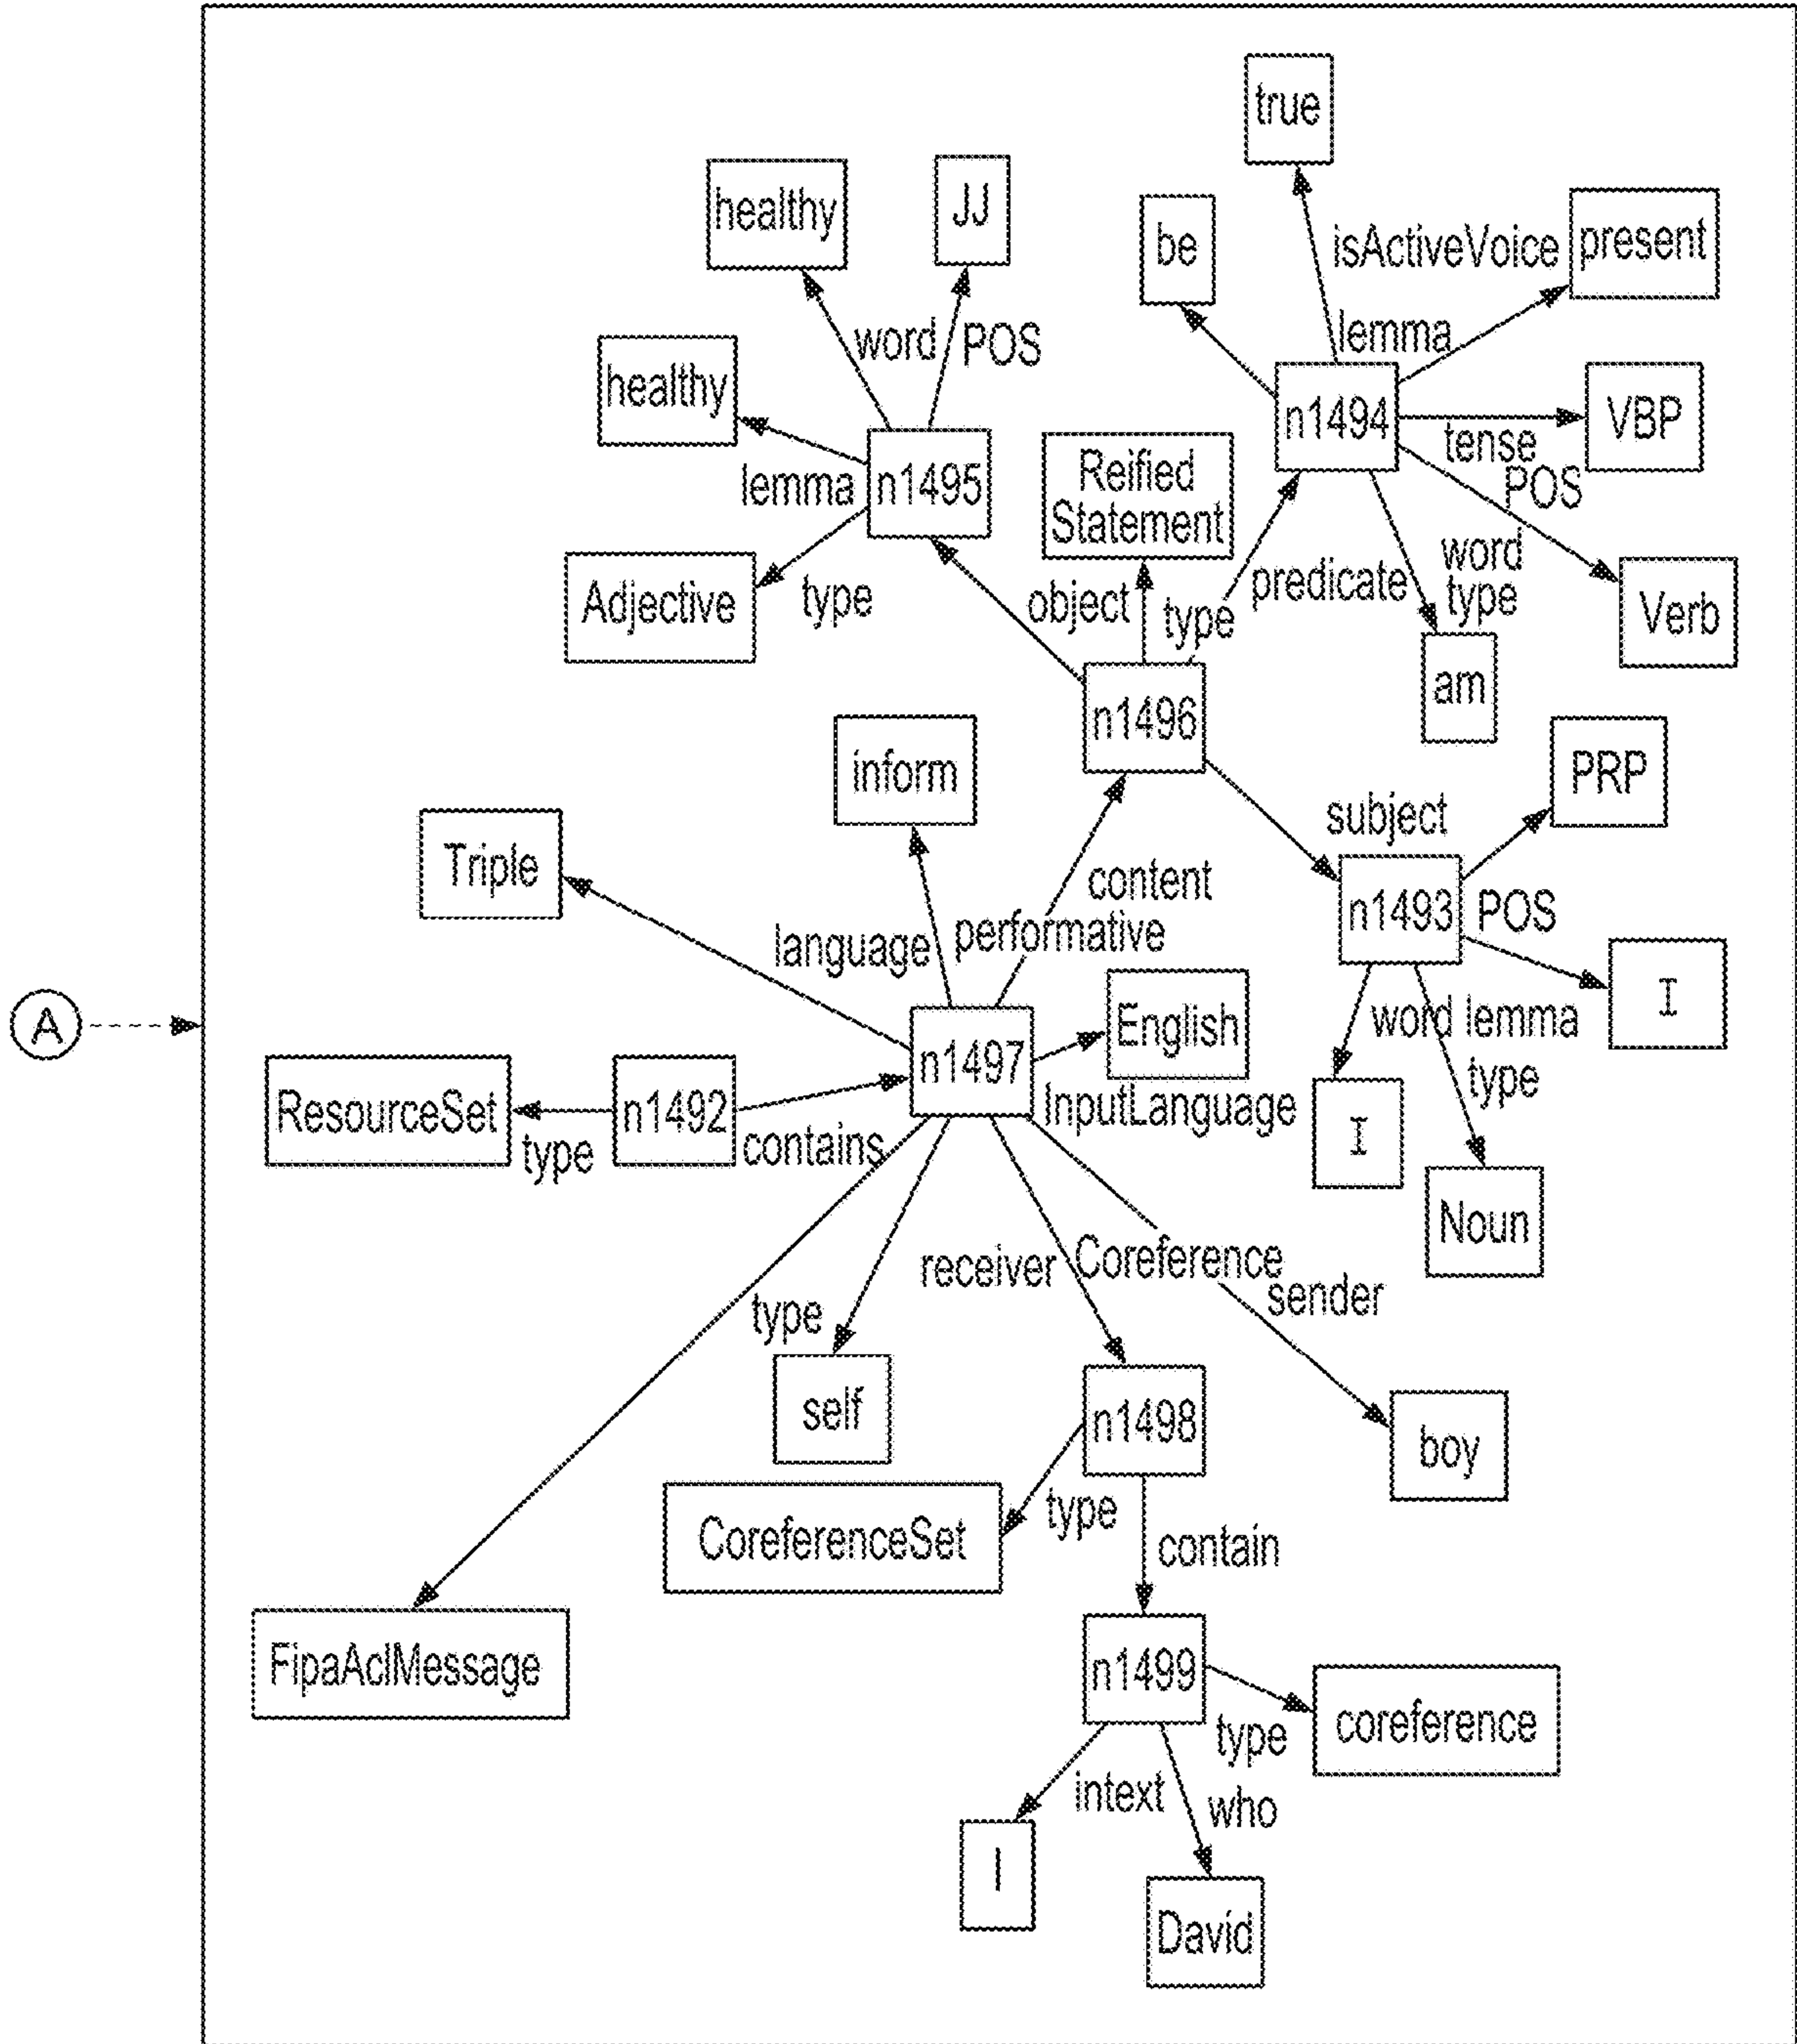 true
healthy
JJ
be
isActiveVoice
present
word
POS
lemma
healthy
n1494
VBP
tense
POS
lemma
n1495
Reified
Statement
word
type
Verb
Adjective
type
object
type
predicate
am
n1496
inform
PRP
subject
Triple
content
n1493
POS
language
performative
I
A
n1497
English
word
lemma
type
ResourceSet
type
n1492
contains
InputLanguage
I
Noun
receiver
Coreference
sender
type
self
n1498
boy
CoreferenceSet
type
contain
FipaAclMessage
n1499
coreference
type
intext
who
I
David